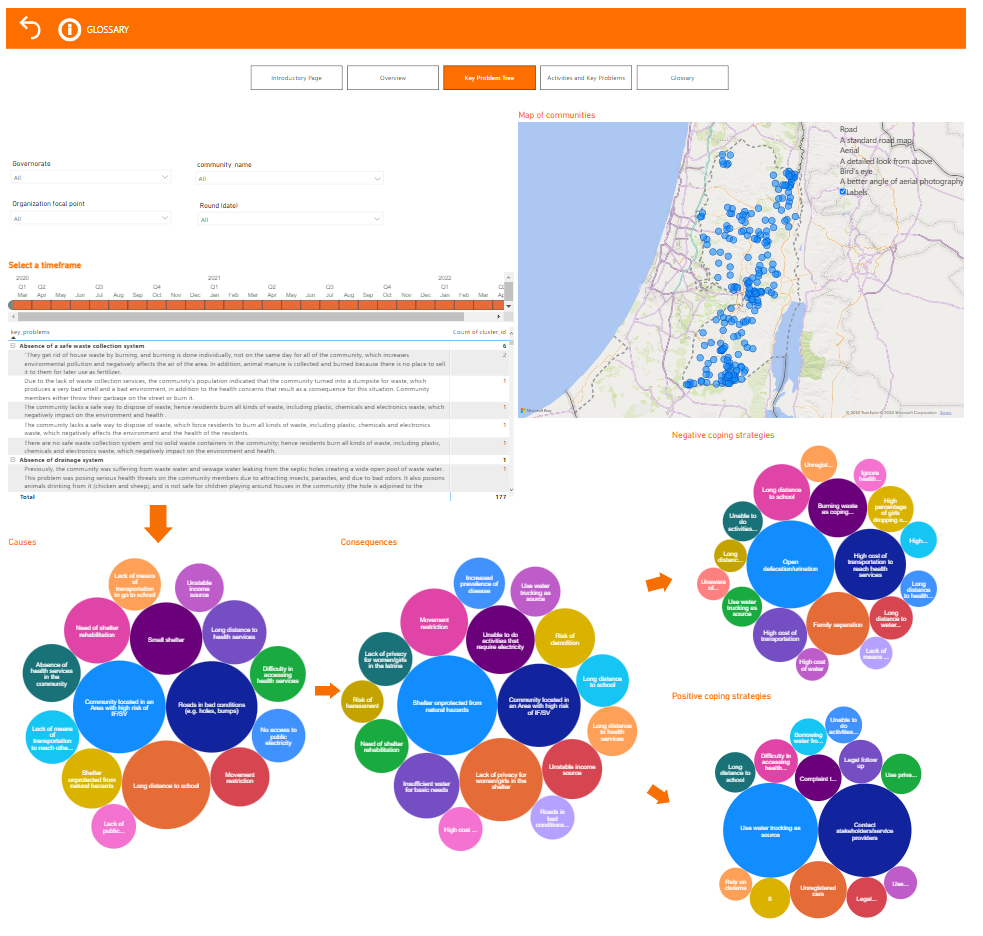 GLOSSARY
Introductory Page
Overview
Key Problem Tree
Activities and Key Problems
Glossary
Map of communities
Road
A standard road map
Aerial
A detailed look from above
Bird's eye
A better angle of aerial photography
Labels
Microsoft Bing
© 2020 TomTom © 2020 Microsoft Corporation Terms
Governorate
All
community_name
All
Organization focal point
All
Round (date)
All
Select a timeframe
2020 2021 2022
Q1 Q2 Q3 Q4 Q1 Q2 Q3 Q4 Q1 Q2
Mar Apr May Jun Jul Aug Sep Oct Nov Dec Jan Feb Mar Apr May Jun Jul Aug Sep Oct Nov Dec Jan Feb Mar Ap
key_problems Count of cluster_id
Absence of a safe waste collection system 6
"They get rid of house waste by burning, and burning is done individually, not on the same day for all of the community, which increases 2
environmental pollution and negatively affects the air of the area. In addition, animal manure is collected and burned because there is no place to sell
it to them for later use as fertilizer.
Due to the lack of waste collection services, the community's population indicated that the community turned into a dumpsite for waste, which 1
produces a very bad smell and a bad environment, in addition to the health concerns that result as a consequence for this situation. Community
members either throw their garbage on the street or burn it.
The community lacks a safe way to dispose of waste, hence residents burn all kinds of waste, including plastic, chemicals and electronics waste, which 1
negatively impact on the environment and health .
The community lacks a safe way to dispose of waste, which force residents to burn all kinds of waste, including plastic, chemicals and electronics 1
waste, which negatively affects the environment and the health of the residents.
There are no safe waste collection system and no solid waste containers in the community; hence residents burn all kinds of waste, including plastic, 1
chemicals and electronics waste, which negatively impact on the environment and health.
Absence of drainage system 1
Previously, the community was suffering from waste water and sewage water leaking from the septic holes creating a wide open pool of waste water. 1
This problem was posing serious health threats on the community members due to attracting insects, parasites, and due to bad odors. It also poisons
animals drinking from it (chicken and sheep), and is not safe for children playing around houses in the community (the hole is adjoined to the
Total 177
Causes
Lack of means
of
transportation
to go to school
Unstable
income
source
Need of shelter
rehabilitation
Small shelter
Long distance to
health services
Absence of
health services
in the
community
Difficulty in
accessing
health services
Community located in an
Area with high risk of
IF/SV
Roads in bad conditions
(e.g. holes, bumps)
Lack of means
of
transportation
to reach othe...
No access to
public
electricity
Shelter
unprotected from
natural hazards
Long distance to school
Movement
restriction
Lack of
public...
Consequences
Increased
prevalence of
disease
Use water
trucking as
source
Movement
restriction
Unable to do
activities that
require electricity
Risk of
demolition
Lack of privacy
for women/girls
in the latrine
Long distance
to school
Risk of
harassment
Shelter unprotected from
natural hazards
Community located in
an Area with high risk
of IF/SV
Need of shelter
rehabilitation
Long distance
to health
services
Insufficient water
for basic needs
Lack of privacy for
women/girls in the
shelter
Unstable income
source
High cost ...
Roads in
bad
conditions...
Negative coping strategies
Unregist...
Ignore
health...
Long distance
to school
Burning waste
as coping...
High
percentage
of girls
dropping o...
Unable to
do
activities...
High...
Long
distanc...
Open
defecation/urination
High cost of
transportation to
reach health
services
Unaware
of...
Long
distance
to health...
Use water
trucking as
source
Family separation
Long
distance to
water...
High cost of
transportation
Lack of
means ...
High cost
of water
Positive coping strategies
Unable to
do
activities...
Borrowing
water fro...
Long
distance to
school
Difficulty in
accessing
health...
Legal follow
up
Complaint t...
Use priva...
Use water trucking as
source
Contact
stakeholders/service
providers
Rely on
cisterns
0
Unregistered
cars
Legal...
Use...